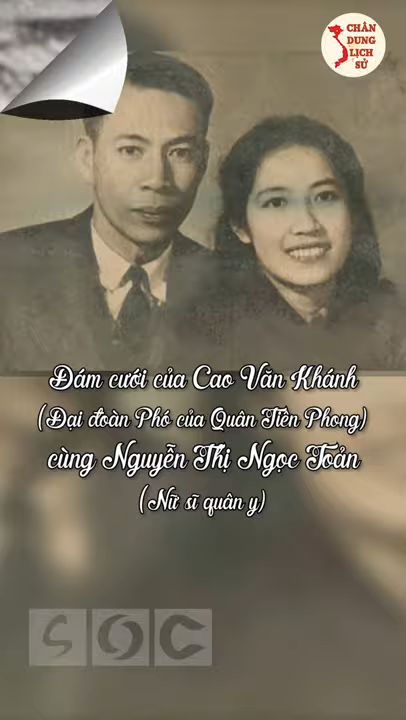 CHÂN
DUNG
LỊCH
SỬ
Đám cưới của Cao Văn Khánh
(Đại đoàn Phó của Quân Tiên Phong)
cùng Nguyễn Thị Ngọc Toản
(Nữ sĩ quân y)
SOC